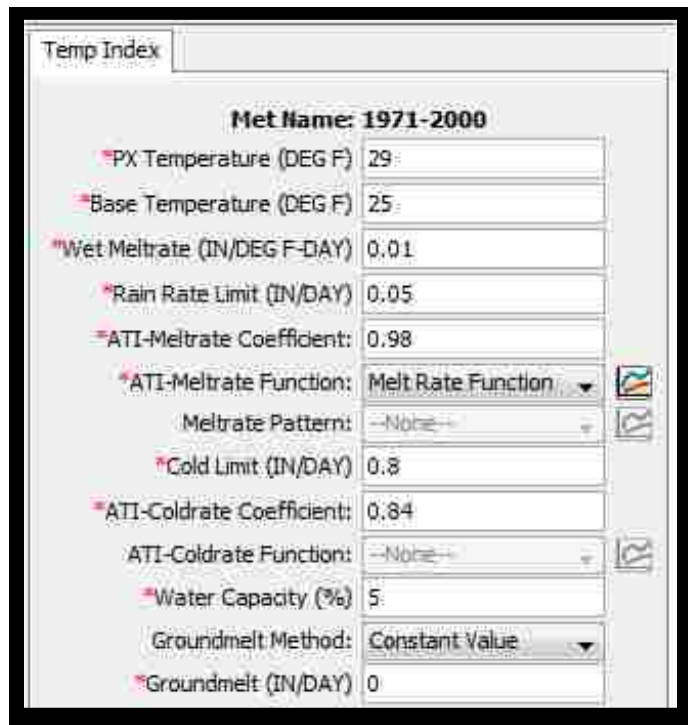 Temp Index
Met Name: 1971-2000
*PX Temperature (DEG F) 29
*Base Temperature (DEG F) 25
*Wet Meltrate (IN/DEG F-DAY) 0.01
*Rain Rate Limit (IN/DAY) 0.05
*ATI-Meltrate Coefficient: 0.98
*ATI-Meltrate Function: Melt Rate Function
Meltrate Pattern: --None--
*Cold Limit (IN/DAY) 0.8
*ATI-Coldrate Coefficient: 0.84
ATI-Coldrate Function: --None--
*Water Capacity (%) 5
Groundmelt Method: Constant Value
*Groundmelt (IN/DAY) 0